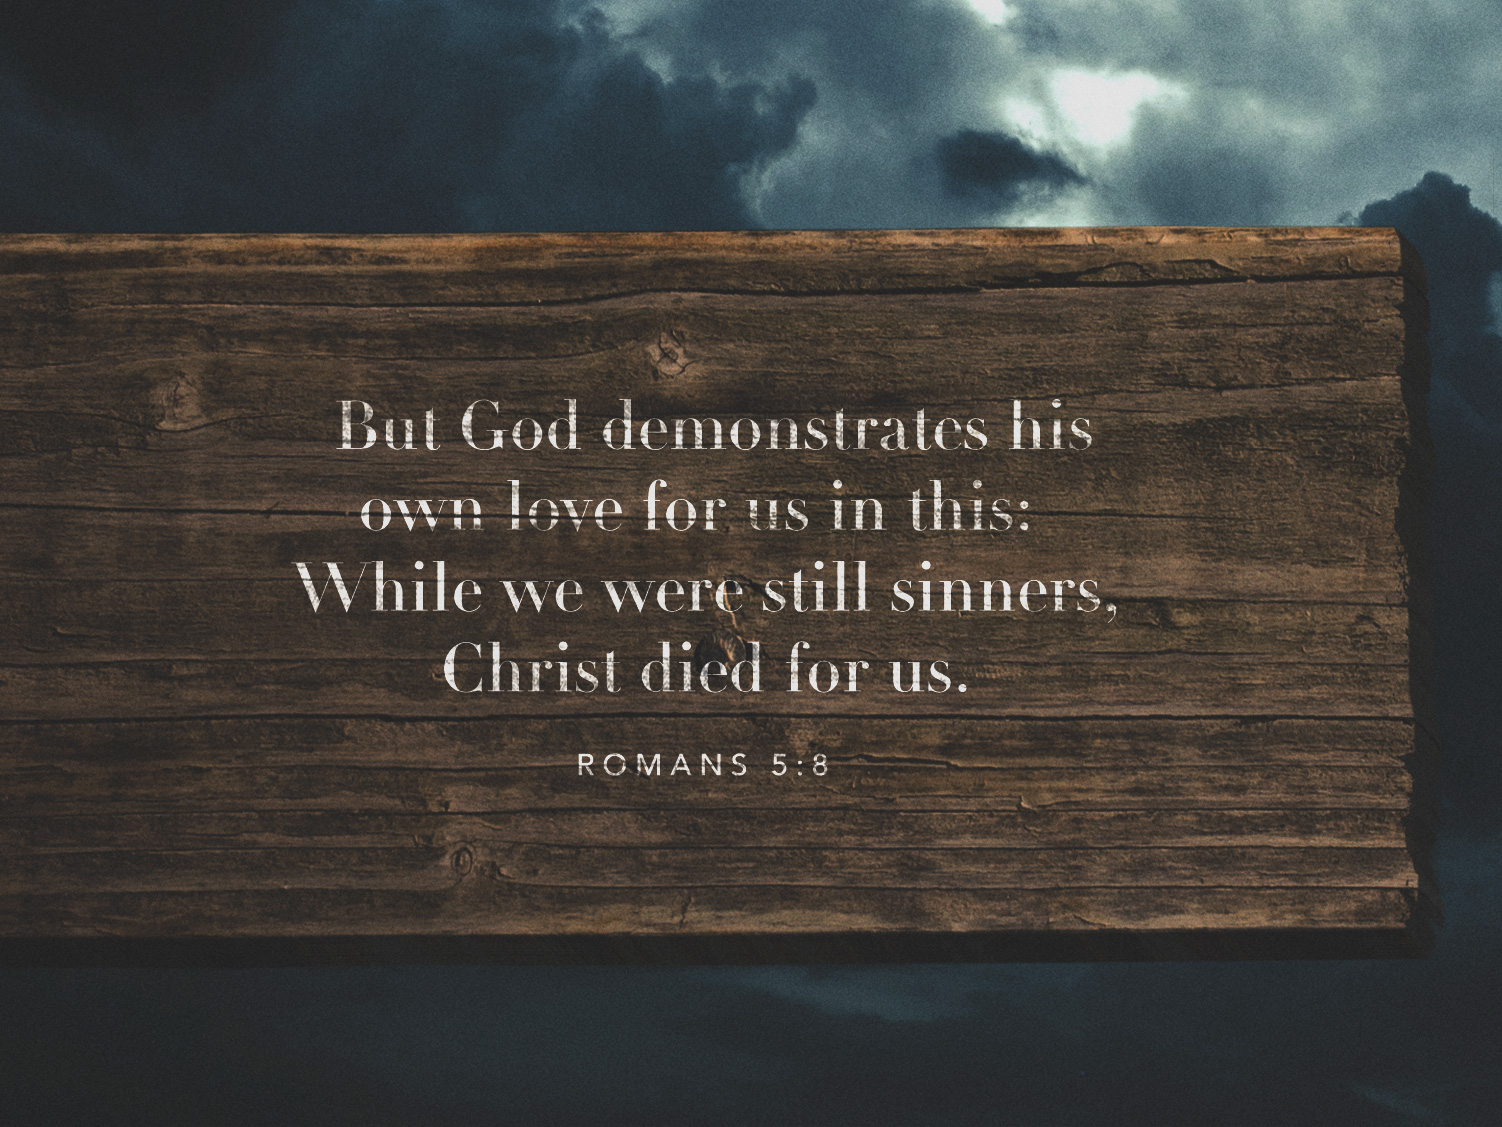 But God demonstrates his
own love for us in this:
While we were still sinners,
Christ died for us.
ROMANS 5:8